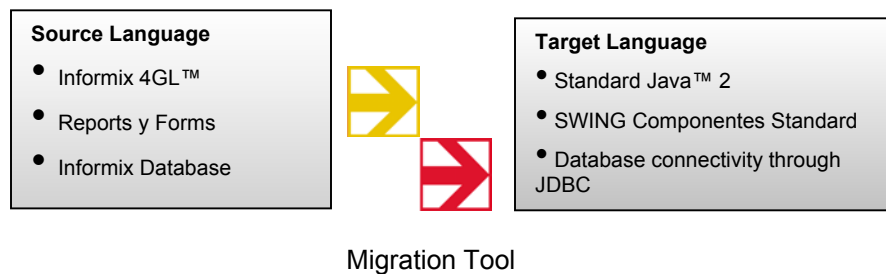 Source Language
• Informix 4GL™
• Reports y Forms
• Informix Database
Target Language
• Standard Java™ 2
• SWING Componentes Standard
• Database connectivity through
JDBC
Migration Tool